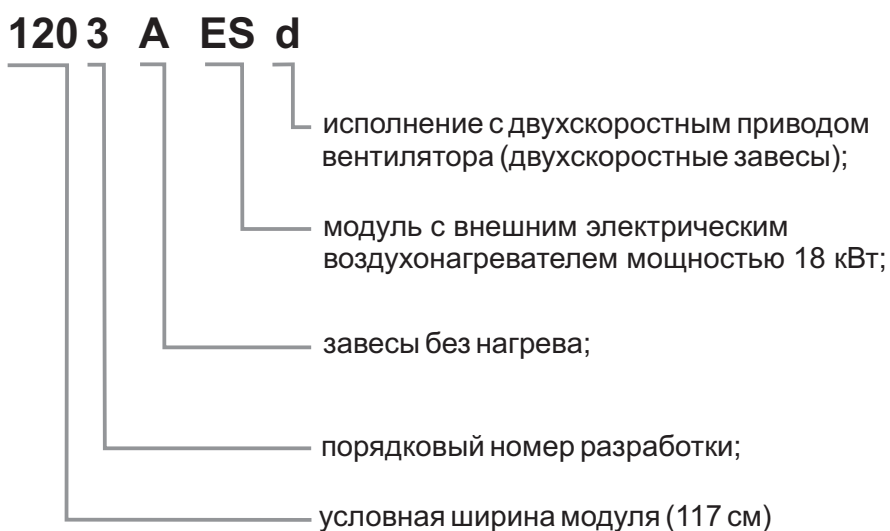 120 3 A ES d
исполнение с двухскоростным приводом
вентилятора (двухскоростные завесы);
модуль с внешним электрическим
воздухонагревателем мощностью 18 кВт;
завесы без нагрева;
порядковый номер разработки;
условная ширина модуля (117 см)